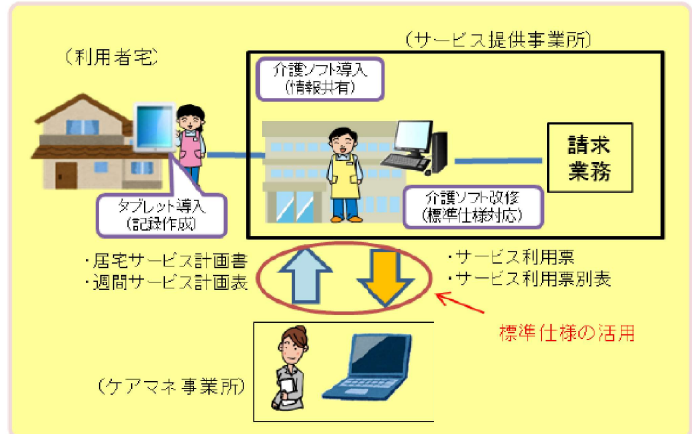 (利用者宅)
(サービス提供事業所)
介護ソフト導入
(情報共有)
請求
業務
タブレット導入
(記録作成)
介護ソフト改修
(標準仕様対応)
・居宅サービス計画書
・週間サービス計画表
・サービス利用票
・サービス利用票別表
標準仕様の活用
(ケアマネ事業所)